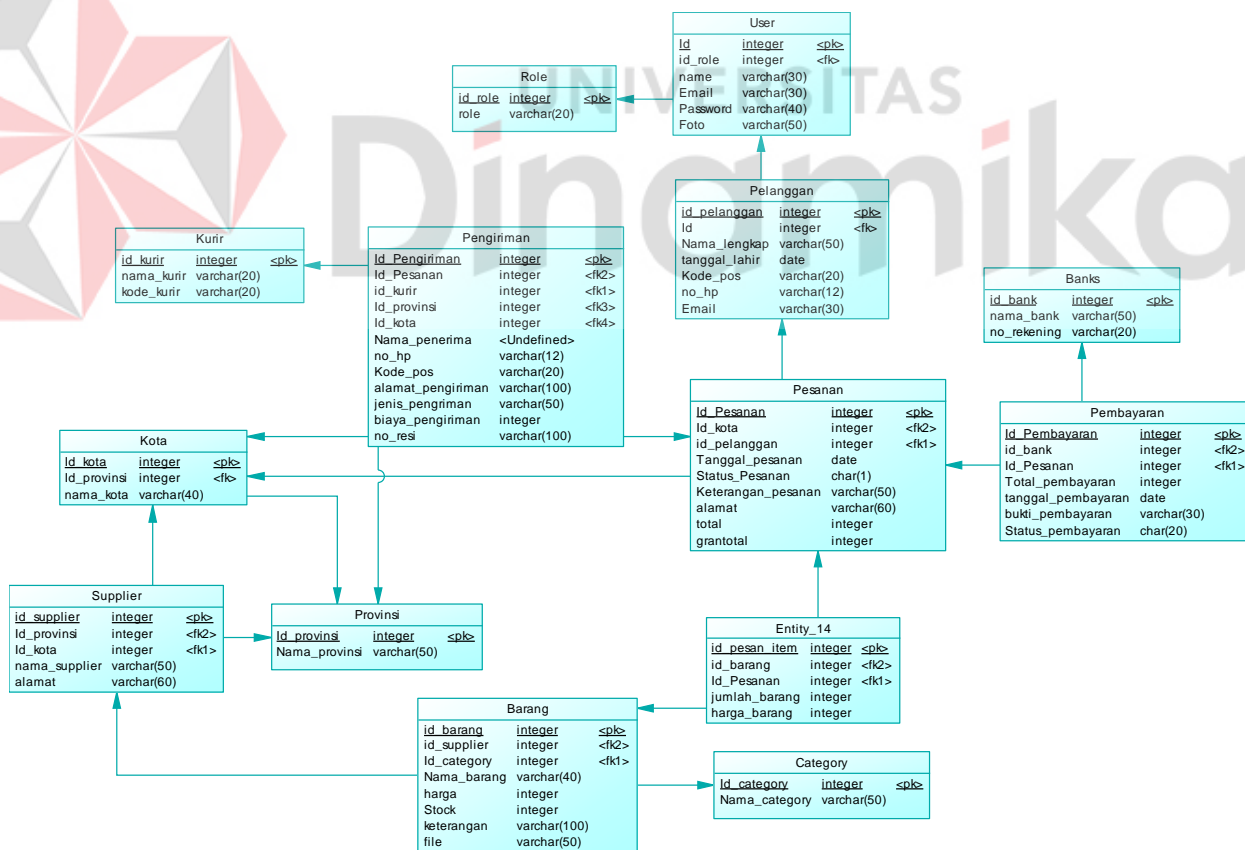 UNIVERSITAS
Dinamika
User
Id integer <pk>
id_role integer <fk>
name varchar(30)
Email varchar(30)
Password varchar(40)
Foto varchar(50)
Role
id_role integer <pk>
role varchar(20)
Pelanggan
id_pelanggan integer <pk>
Id integer <fk>
Nama_lengkap varchar(50)
tanggal_lahir date
Kode_pos varchar(20)
no_hp varchar(12)
Email varchar(30)
Kurir
id_kurir integer <pk>
nama_kurir varchar(20)
kode_kurir varchar(20)
Pengiriman
Id_Pengiriman integer <pk>
Id_Pesanan integer <fk2>
id_kurir integer <fk1>
Id_provinsi integer <fk3>
Id_kota integer <fk4>
Nama_penerima <Undefined>
no_hp varchar(12)
Kode_pos varchar(20)
alamat_pengiriman varchar(100)
jenis_pengriman varchar(50)
biaya_pengiriman integer
no_resi varchar(100)
Banks
id_bank integer <pk>
nama_bank varchar(50)
no_rekening varchar(20)
Pesanan
Id_Pesanan integer <pk>
Id_kota integer <fk2>
id_pelanggan integer <fk1>
Tanggal_pesanan date
Status_Pesanan char(1)
Keterangan_pesanan varchar(50)
alamat varchar(60)
total integer
grantotal integer
Pembayaran
Id_Pembayaran integer <pk>
id_bank integer <fk2>
Id_Pesanan integer <fk1>
Total_pembayaran integer
tanggal_pembayaran date
bukti_pembayaran varchar(30)
Status_pembayaran char(20)
Kota
Id_kota integer <pk>
Id_provinsi integer <fk>
nama_kota varchar(40)
Supplier
id_supplier integer <pk>
Id_provinsi integer <fk2>
Id_kota integer <fk1>
nama_supplier varchar(50)
alamat varchar(60)
Provinsi
Id_provinsi integer <pk>
Nama_provinsi varchar(50)
Entity_14
id_pesan_item integer <pk>
id_barang integer <fk2>
Id_Pesanan integer <fk1>
jumlah_barang integer
harga_barang integer
Barang
id_barang integer <pk>
id_supplier integer <fk2>
Id_category integer <fk1>
Nama_barang varchar(40)
harga integer
Stock integer
keterangan varchar(100)
file varchar(50)
Category
Id_category integer <pk>
Nama_category varchar(50)